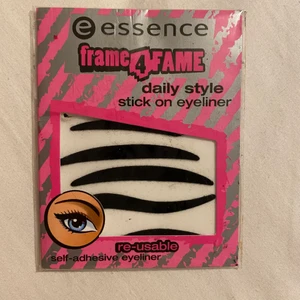 e essence
frame4FAME
daily style
stick on eyeliner
re-usable
self-adhesive eyeliner